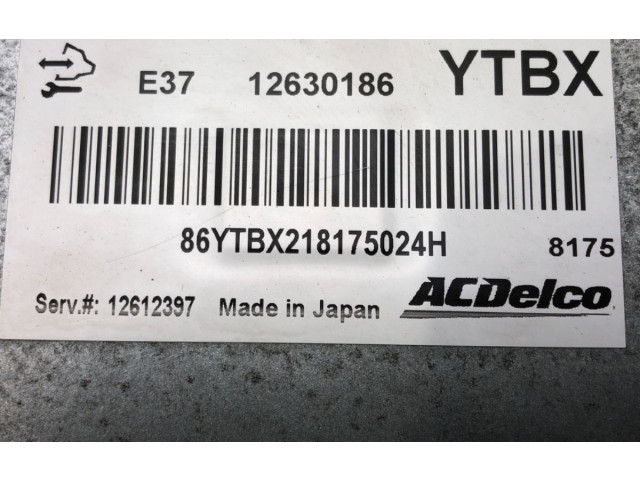 E37 12630186 YTBX
86YTBX218175024H 8175
Serv.#: 12612397 Made in Japan ACDelco